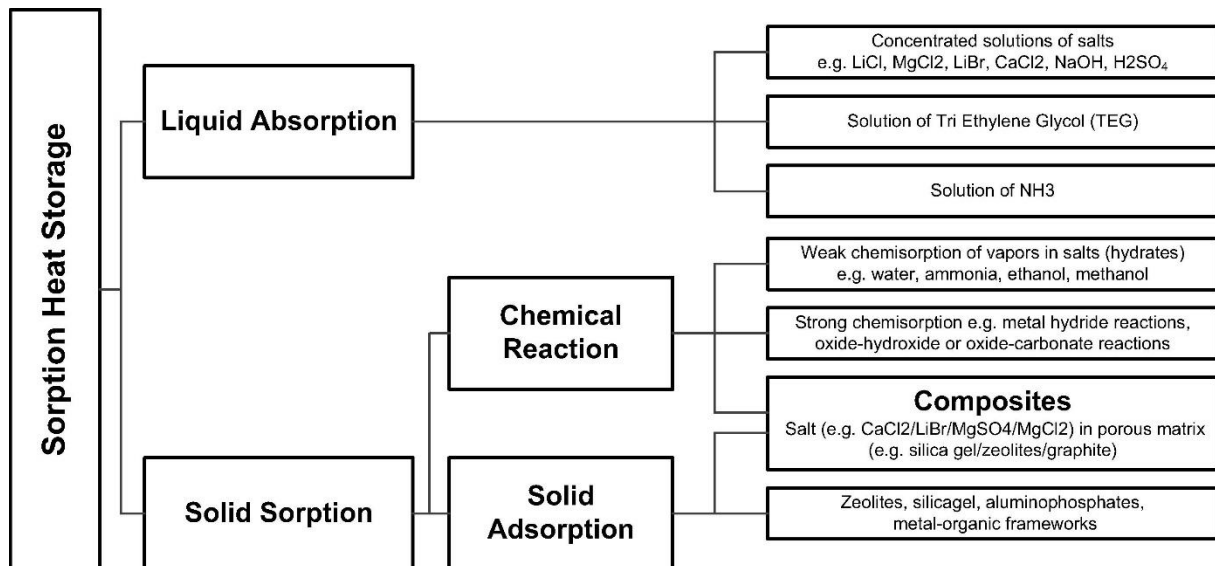 Sorption Heat Storage
Liquid Absorption
Concentrated solutions of salts
e.g. LiCl, MgCl2, LiBr, CaCl2, NaOH, H2SO₄
Solution of Tri Ethylene Glycol (TEG)
Solution of NH3
Solid Sorption
Chemical
Reaction
Weak chemisorption of vapors in salts (hydrates)
e.g. water, ammonia, ethanol, methanol
Strong chemisorption e.g. metal hydride reactions,
oxide-hydroxide or oxide-carbonate reactions
Composites
Salt (e.g. CaCl2/LiBr/MgSO4/MgCl2) in porous matrix
(e.g. silica gel/zeolites/graphite)
Solid
Adsorption
Zeolites, silicagel, aluminophosphates,
metal-organic frameworks